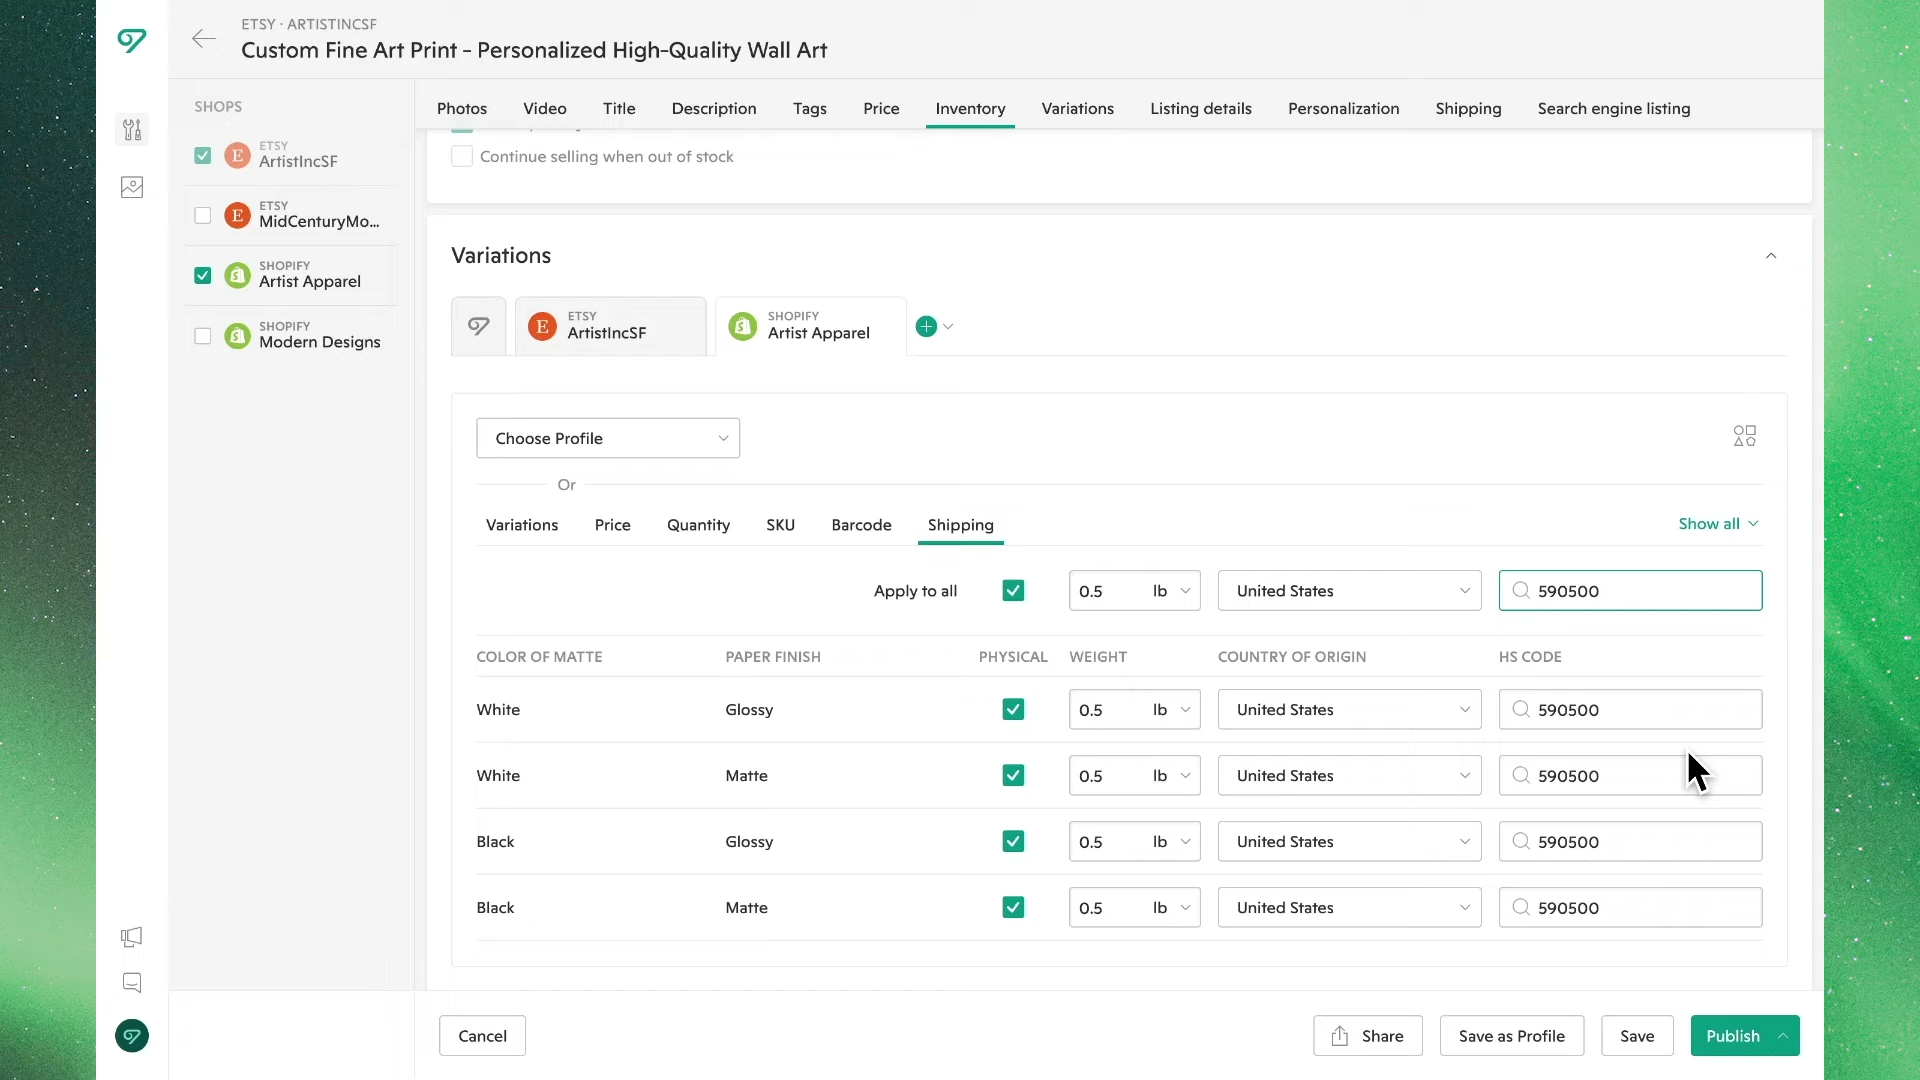 ETSY · ARTISTINCSF
Custom Fine Art Print - Personalized High-Quality Wall Art
SHOPS
ETSY
ArtistIncSF
ETSY
MidCenturyMo...
SHOPIFY
Artist Apparel
SHOPIFY
Modern Designs
Photos Video Title Description Tags Price Inventory Variations Listing details Personalization Shipping Search engine listing
Continue selling when out of stock
Variations
ETSY
ArtistIncSF
SHOPIFY
Artist Apparel
Choose Profile
Or
Variations Price Quantity SKU Barcode Shipping Show all
Apply to all 0.5 lb United States 590500
COLOR OF MATTE PAPER FINISH PHYSICAL WEIGHT COUNTRY OF ORIGIN HS CODE
White Glossy 0.5 lb United States 590500
White Matte 0.5 lb United States 590500
Black Glossy 0.5 lb United States 590500
Black Matte 0.5 lb United States 590500
Cancel Share Save as Profile Save Publish